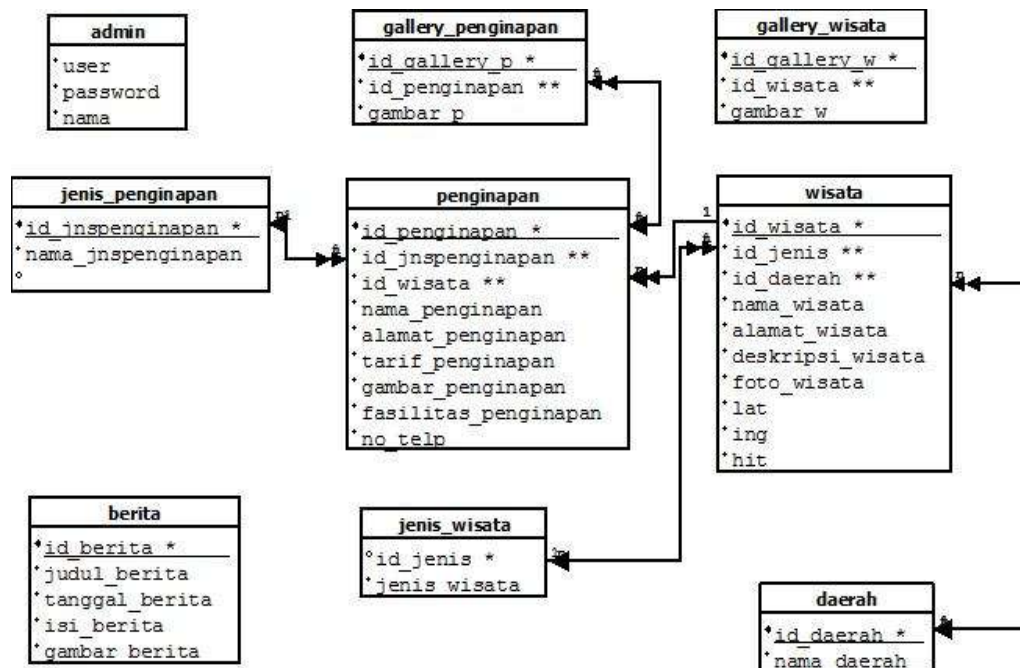 admin
user
password
nama
gallery_penginapan
id_gallery_p *
id_penginapan **
gambar_p
gallery_wisata
id_gallery_w *
id_wisata **
gambar_w
jenis_penginapan
id_jnspenginapan *
nama_jnspenginapan
penginapan
id_penginapan *
id_jnspenginapan **
id_wisata **
nama_penginapan
alamat_penginapan
tarif_penginapan
gambar_penginapan
fasilitas_penginapan
no_telp
wisata
1
id_wisata *
id_jenis **
id_daerah **
n
nama_wisata
alamat_wisata
deskripsi_wisata
foto_wisata
lat
ing
hit
berita
id_berita *
judul_berita
tanggal_berita
isi_berita
gambar_berita
jenis_wisata
id_jenis *
jenis_wisata
daerah
id_daerah *
nama_daerah